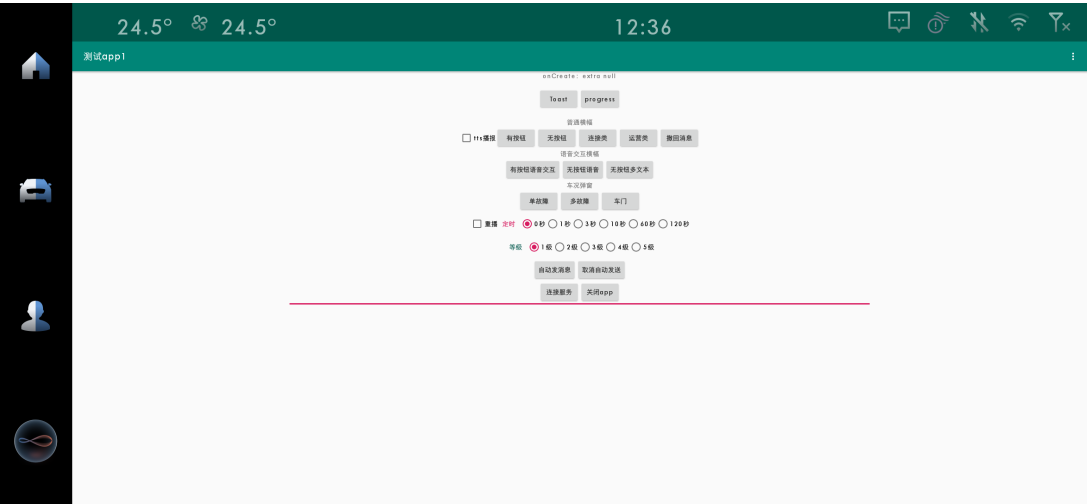 24.5° 24.5° 12:36
测试app1
onCreate: extra null
Toast progress
普通横幅
tts播报 有按钮 无按钮 连接类 运营类 撤回消息
语音交互横幅
有按钮语音交互 无按钮语音 无按钮多文本
车况弹窗
单故障 多故障 车门
重播 定时 0秒 1秒 3秒 10秒 60秒 120秒
等级 1级 2级 3级 4级 5级
自动发消息 取消自动发送
连接服务 关闭app